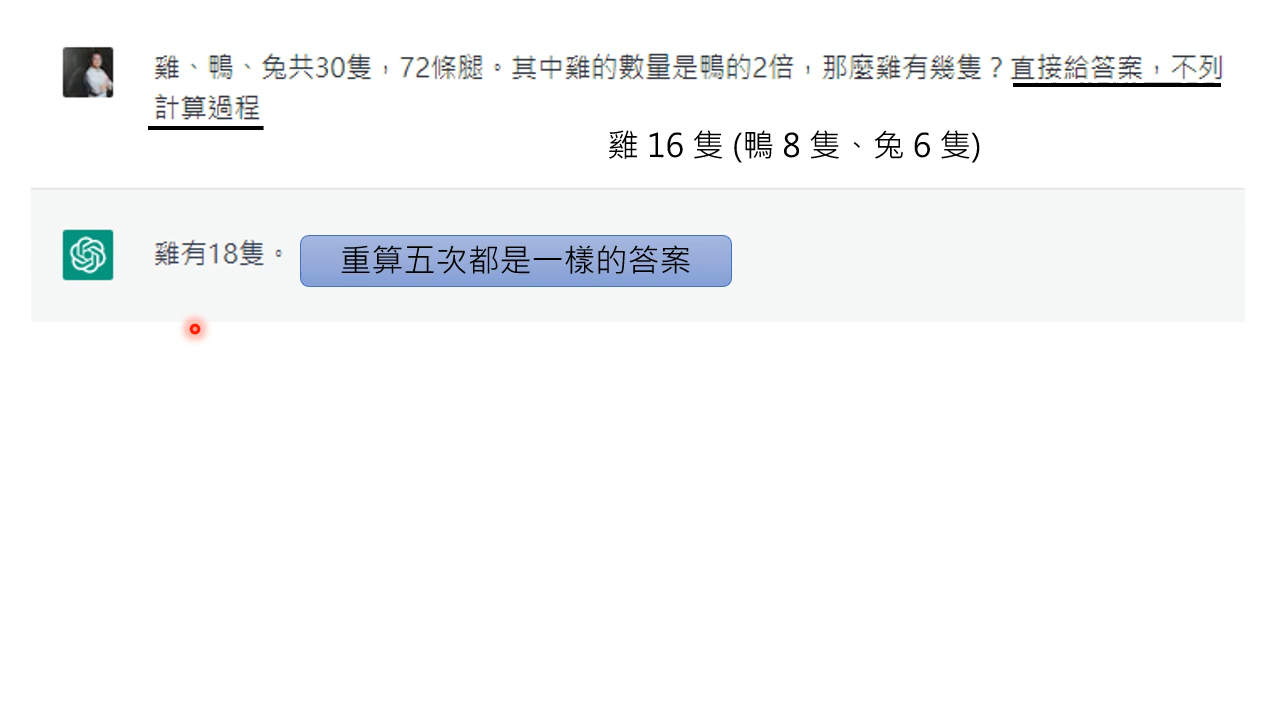 雞、鴨、兔共30隻，72條腿。其中雞的數量是鴨的2倍，那麼雞有幾隻？直接給答案，不列
計算過程
雞 16 隻 (鴨 8 隻、兔 6 隻)
雞有18隻。
重算五次都是一樣的答案